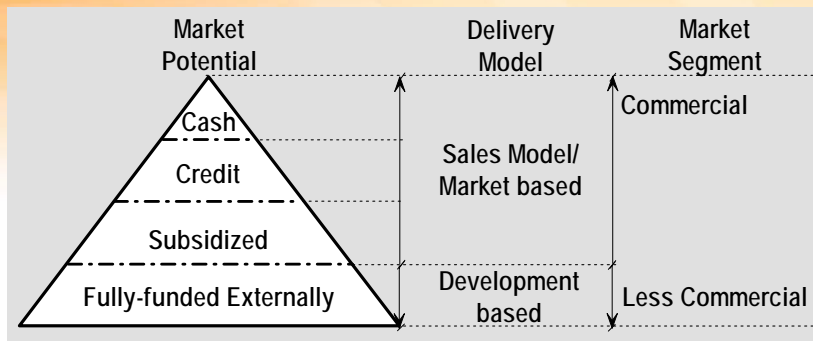 Market
Potential
Delivery
Model
Market
Segment
Cash
Credit
Subsidized
Fully-funded Externally
Sales Model/
Market based
Development
based
Commercial
Less Commercial